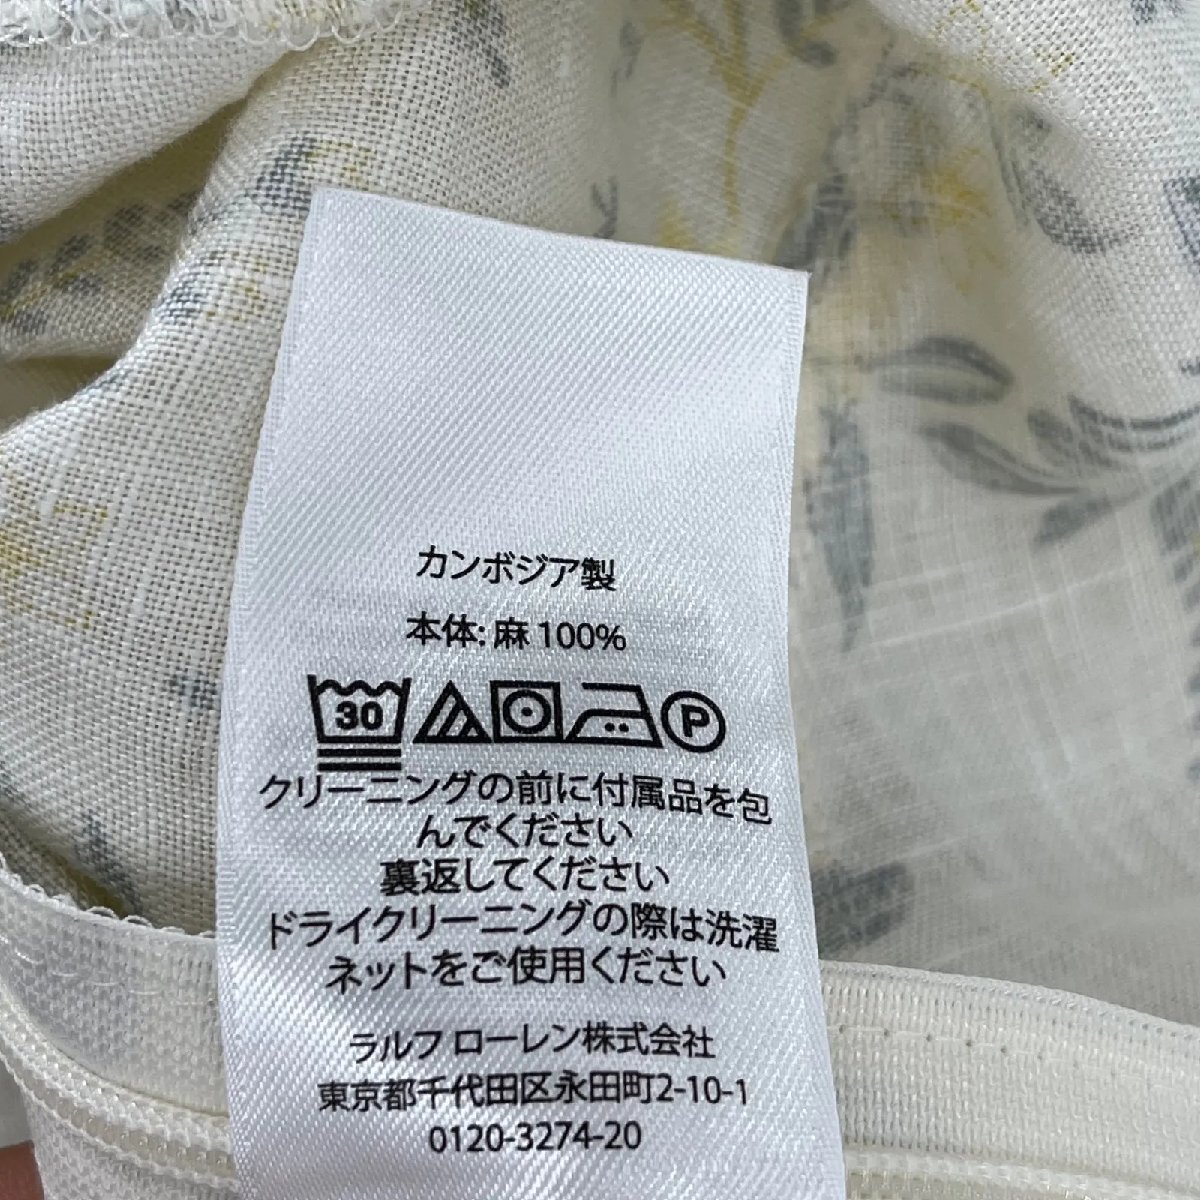 カンボジア製
本体: 麻 100%
30 P
クリーニングの前に付属品を包
んでください
裏返してください
ドライクリーニングの際は洗濯
ネットをご使用ください
ラルフ ローレン株式会社
東京都千代田区永田町2-10-1
0120-3274-20